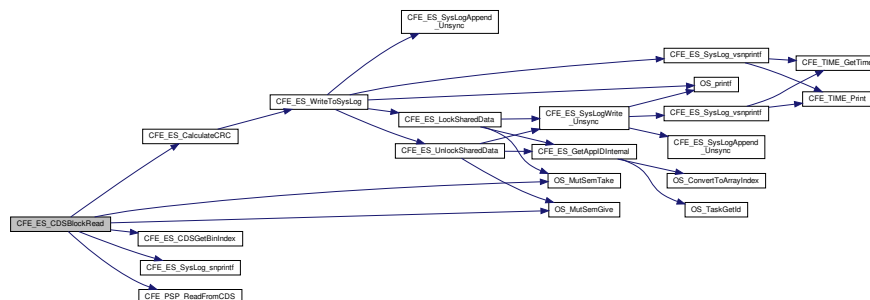 CFE_ES_SysLogAppend
_Unsync
CFE_ES_SysLog_vsnprintf
CFE_TIME_GetTime
OS_printf
CFE_ES_WriteToSysLog
CFE_TIME_Print
CFE_ES_LockSharedData
CFE_ES_SysLogWrite
_Unsync
CFE_ES_SysLog_vsnprintf
CFE_ES_CalculateCRC
CFE_ES_UnlockSharedData
CFE_ES_GetAppIDInternal
CFE_ES_SysLogAppend
_Unsync
OS_MutSemTake
OS_ConvertToArrayIndex
OS_MutSemGive
OS_TaskGetId
CFE_ES_CDSBlockRead
CFE_ES_CDSGetBinIndex
CFE_ES_SysLog_snprintf
CFE_PSP_ReadFromCDS